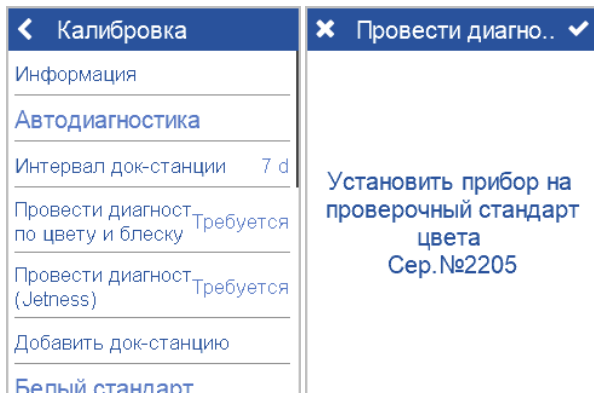 Калибровка
Информация
Автодиагностика
Интервал док-станции 7 d
Провести диагност
по цвету и блеску Требуется
Провести диагност
(Jetness) Требуется
Добавить док-станцию
Белый стандарт
Провести диагно..
Установить прибор на
проверочный стандарт
цвета
Сер.№2205